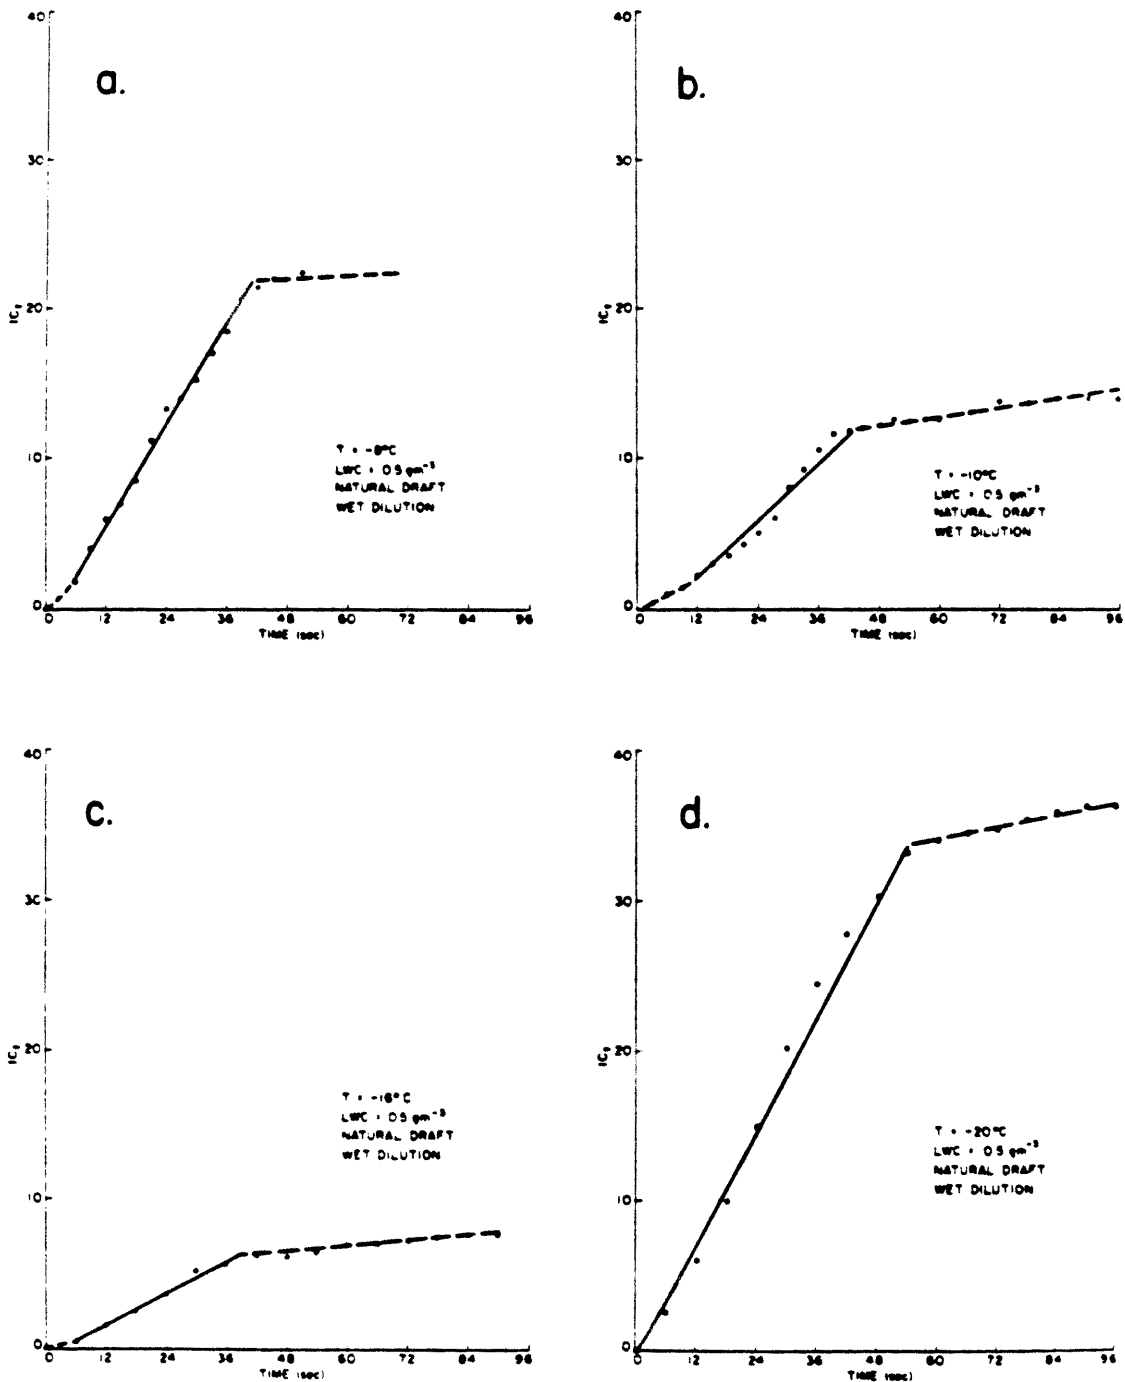 a.
40
30
20
10
0
IC₁
T = -8°C
LWC = 0.5 gm⁻³
NATURAL DRAFT
WET DILUTION
0 12 24 36 48 60 72 84 96
TIME (sec)
b.
40
30
20
10
0
T = -10°C
LWC = 0.5 gm⁻³
NATURAL DRAFT
WET DILUTION
0 12 24 36 48 60 72 84 96
TIME (sec)
c.
40
30
20
10
0
T = -16°C
LWC = 0.5 gm⁻³
NATURAL DRAFT
WET DILUTION
0 12 24 36 48 60 72 84 96
TIME (sec)
d.
40
30
20
10
0
T = -20°C
LWC = 0.5 gm⁻³
NATURAL DRAFT
WET DILUTION
0 12 24 36 48 60 72 84 96
TIME (sec)